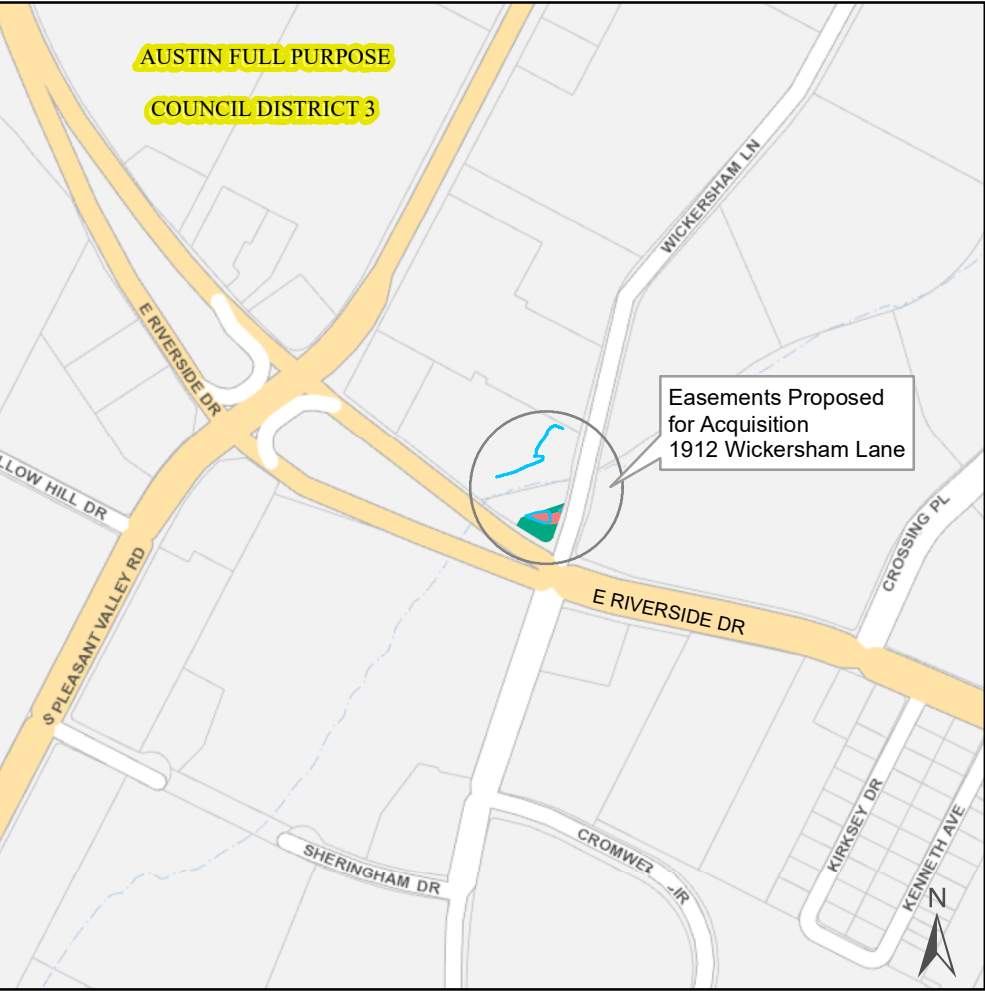 AUSTIN FULL PURPOSE
COUNCIL DISTRICT 3
WICKERSHAM LN
E RIVERSIDE DR
Easements Proposed
for Acquisition
1912 Wickersham Lane
LLOW HILL DR
CROSSING PL
S PLEASANT VALLEY RD
E RIVERSIDE DR
KIRKSEY DR
KENNETH AVE
SHERINGHAM DR
N